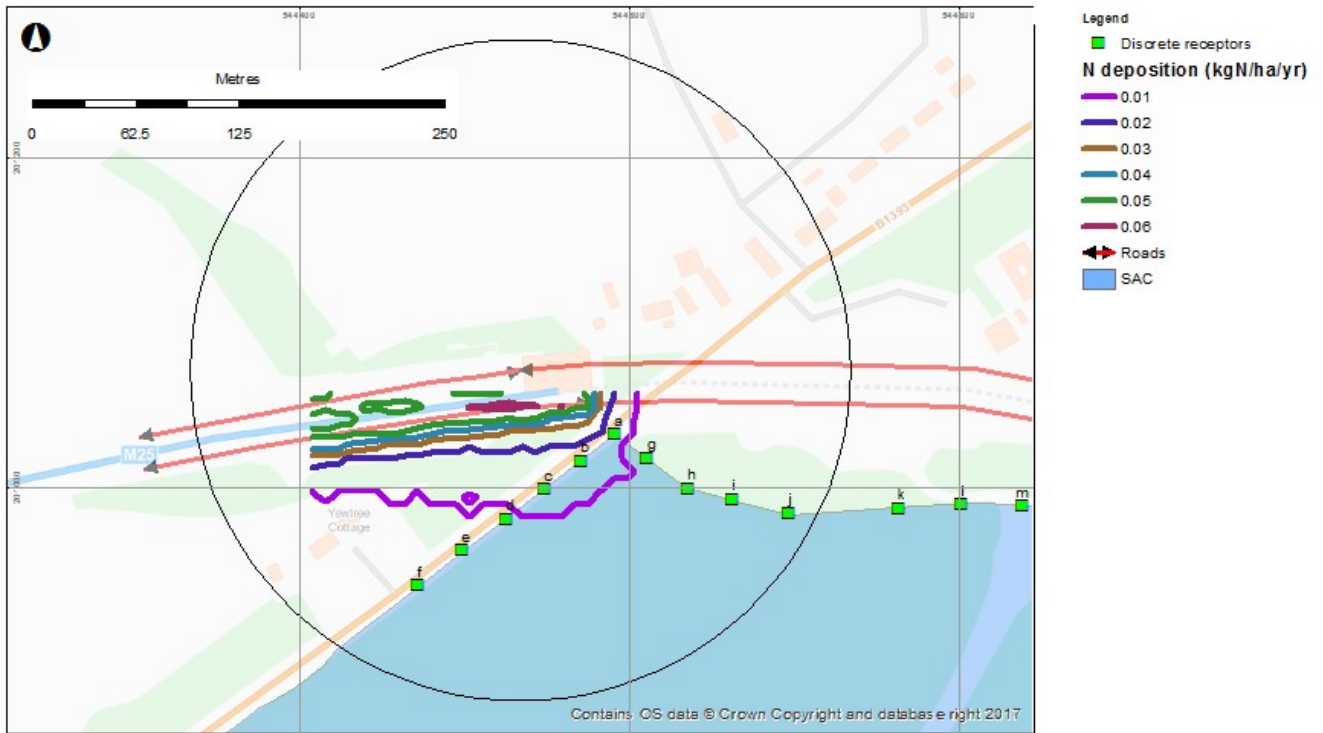 Metres
0 62.5 125 250
B1393
M25
Yewtree
Cottage
a
b
c
d
e
f
g
h
i
j
k
l
m
Contains OS data © Crown Copyright and database right 2017
Legend
Discrete receptors
N deposition (kgN/ha/yr)
0.01
0.02
0.03
0.04
0.05
0.06
Roads
SAC